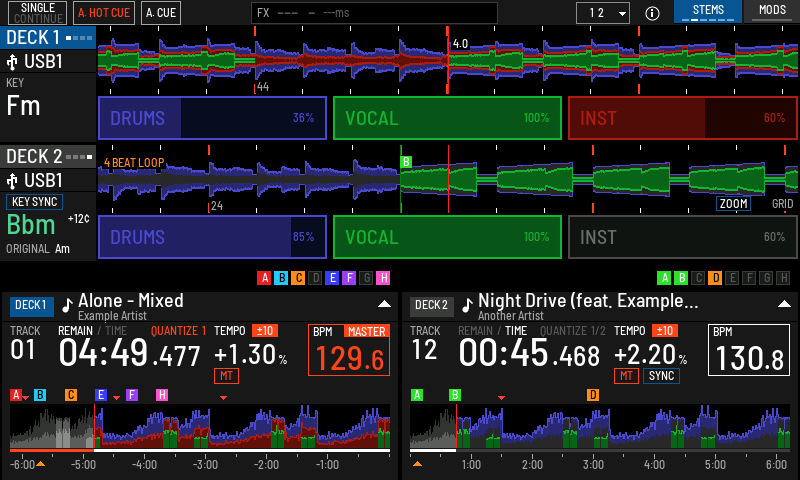 SINGLE
CONTINUE
A. HOT CUE
A. CUE
FX --- - ---ms
1 2
STEMS
MODS
DECK 1
USB1
KEY
Fm
4.0
44
DRUMS 36%
VOCAL 100%
INST 60%
DECK 2
USB1
KEY SYNC
Bbm +12¢
ORIGINAL Am
4 BEAT LOOP
B
24
ZOOM GRID
DRUMS 85%
VOCAL 100%
INST 60%
A B C D E F G H
A B C D E F G H
DECK1
Alone - Mixed
Example Artist
TRACK
01
REMAIN / TIME
QUANTIZE 1
04:49.477
TEMPO ±10
+1.30%
MT
BPM MASTER
129.6
A B C E F H
-6:00 -5:00 -4:00 -3:00 -2:00 -1:00
DECK2
Night Drive (feat. Example...
Another Artist
TRACK
12
REMAIN / TIME
QUANTIZE 1/2
00:45.468
TEMPO ±10
+2.20%
MT SYNC
BPM
130.8
A B D
1:00 2:00 3:00 4:00 5:00 6:00